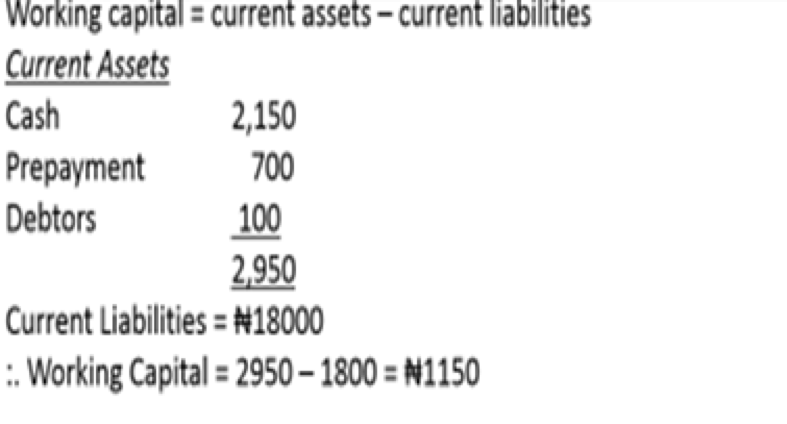 Working capital = current assets – current liabilities
Current Assets
Cash 2,150
Prepayment 700
Debtors 100
2,950
Current Liabilities = ₦18000
:. Working Capital = 2950 – 1800 = ₦1150